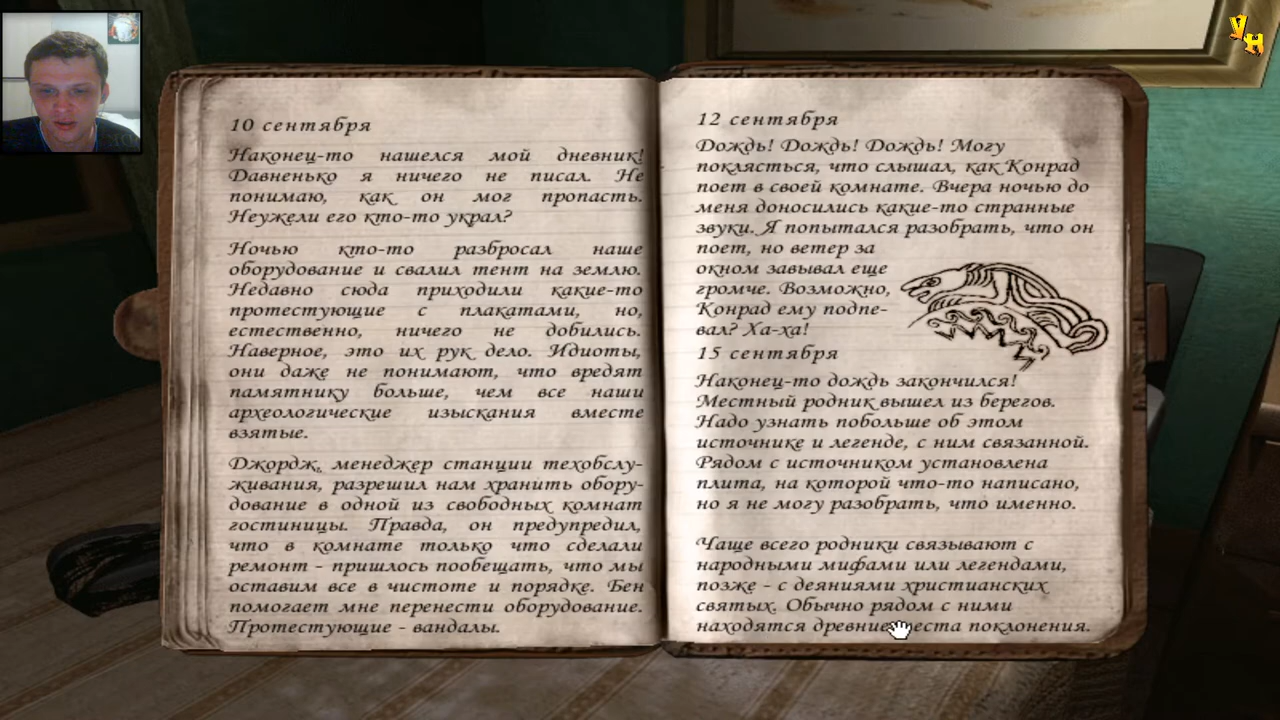 УН
10 сентября
Наконец-то нашелся мой дневник!
Давненько я ничего не писал. Не
понимаю, как он мог пропасть.
Неужели его кто-то украл?
Ночью кто-то разбросал наше
оборудование и свалил тент на землю.
Недавно сюда приходили какие-то
протестующие с плакатами, но,
естественно, ничего не добились.
Наверное, это их рук дело. Идиоты,
они даже не понимают, что вредят
памятнику больше, чем все наши
археологические изыскания вместе
взятые.
Джордж, менеджер станции техобслу-
живания, разрешил нам хранить обору-
дование в одной из свободных комнат
гостиницы. Правда, он предупредил,
что в комнате только что сделали
ремонт - пришлось пообещать, что мы
оставим все в чистоте и порядке. Бен
помогает мне перенести оборудование.
Протестующие - вандалы.
12 сентября
Дождь! Дождь! Дождь! Могу
поклясться, что слышал, как Конрад
поет в своей комнате. Вчера ночью до
меня доносились какие-то странные
звуки. Я попытался разобрать, что он
поет, но ветер за
окном завывал еще
громче. Возможно,
Конрад ему подпе-
вал? Ха-ха!
15 сентября
Наконец-то дождь закончился!
Местный родник вышел из берегов.
Надо узнать побольше об этом
источнике и легенде, с ним связанной.
Рядом с источником установлена
плита, на которой что-то написано,
но я не могу разобрать, что именно.
Чаще всего родники связывают с
народными мифами или легендами,
позже - с деяниями христианских
святых. Обычно рядом с ними
находятся древние места поклонения.